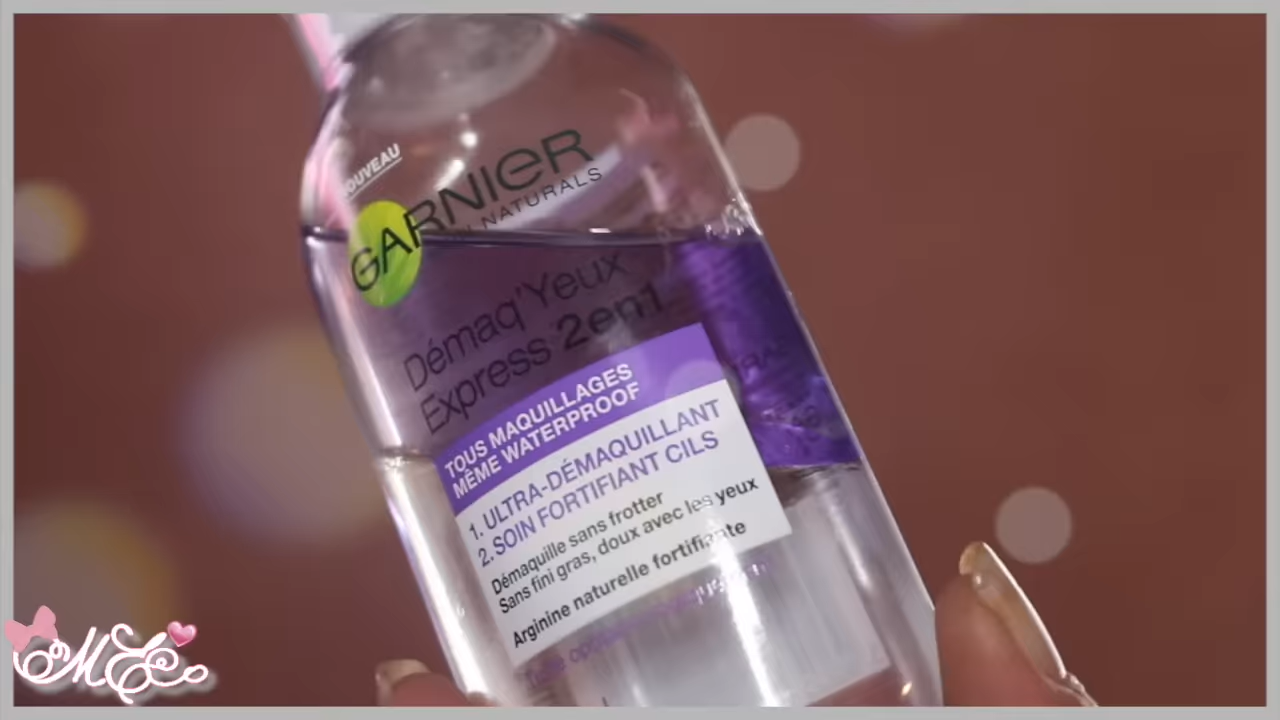 NOUVEAU
GARNIER
SKIN NATURALS
Démaq'Yeux
Express 2en1
TOUS MAQUILLAGES
MÊME WATERPROOF
1. ULTRA-DÉMAQUILLANT
2. SOIN FORTIFIANT CILS
Démaquille sans frotter
Sans fini gras, doux avec les yeux
Arginine naturelle fortifiante